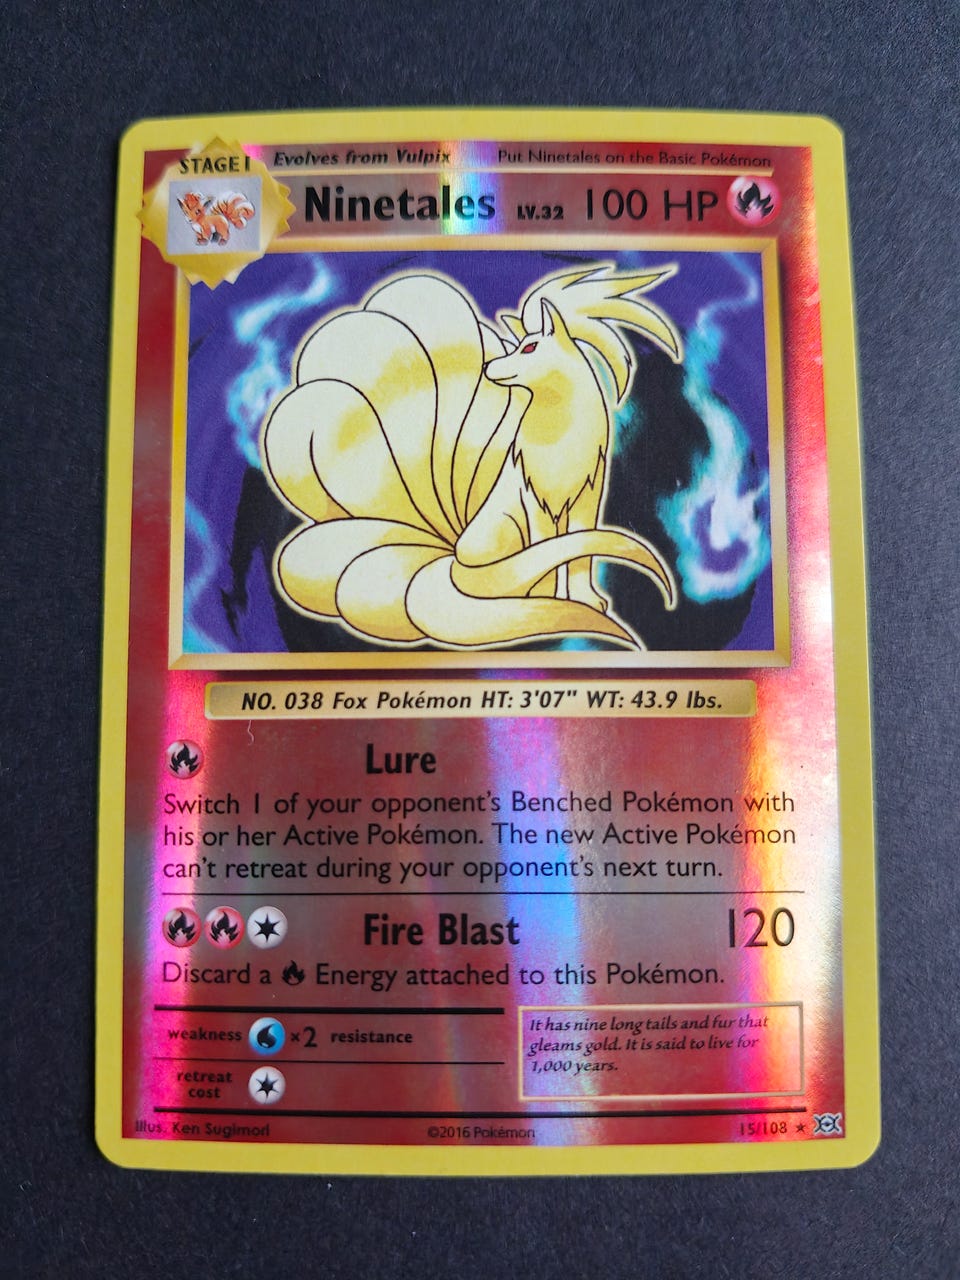 STAGE 1 Evolves from Vulpix Put Ninetales on the Basic Pokémon
Ninetales LV.32 100 HP
NO. 038 Fox Pokémon HT: 3'07" WT: 43.9 lbs.
Lure
Switch 1 of your opponent's Benched Pokémon with
his or her Active Pokémon. The new Active Pokémon
can't retreat during your opponent's next turn.
Fire Blast 120
Discard a Energy attached to this Pokémon.
weakness ×2 resistance
retreat
cost
It has nine long tails and fur that
gleams gold. It is said to live for
1,000 years.
Illus. Ken Sugimori ©2016 Pokémon 15/108 ★